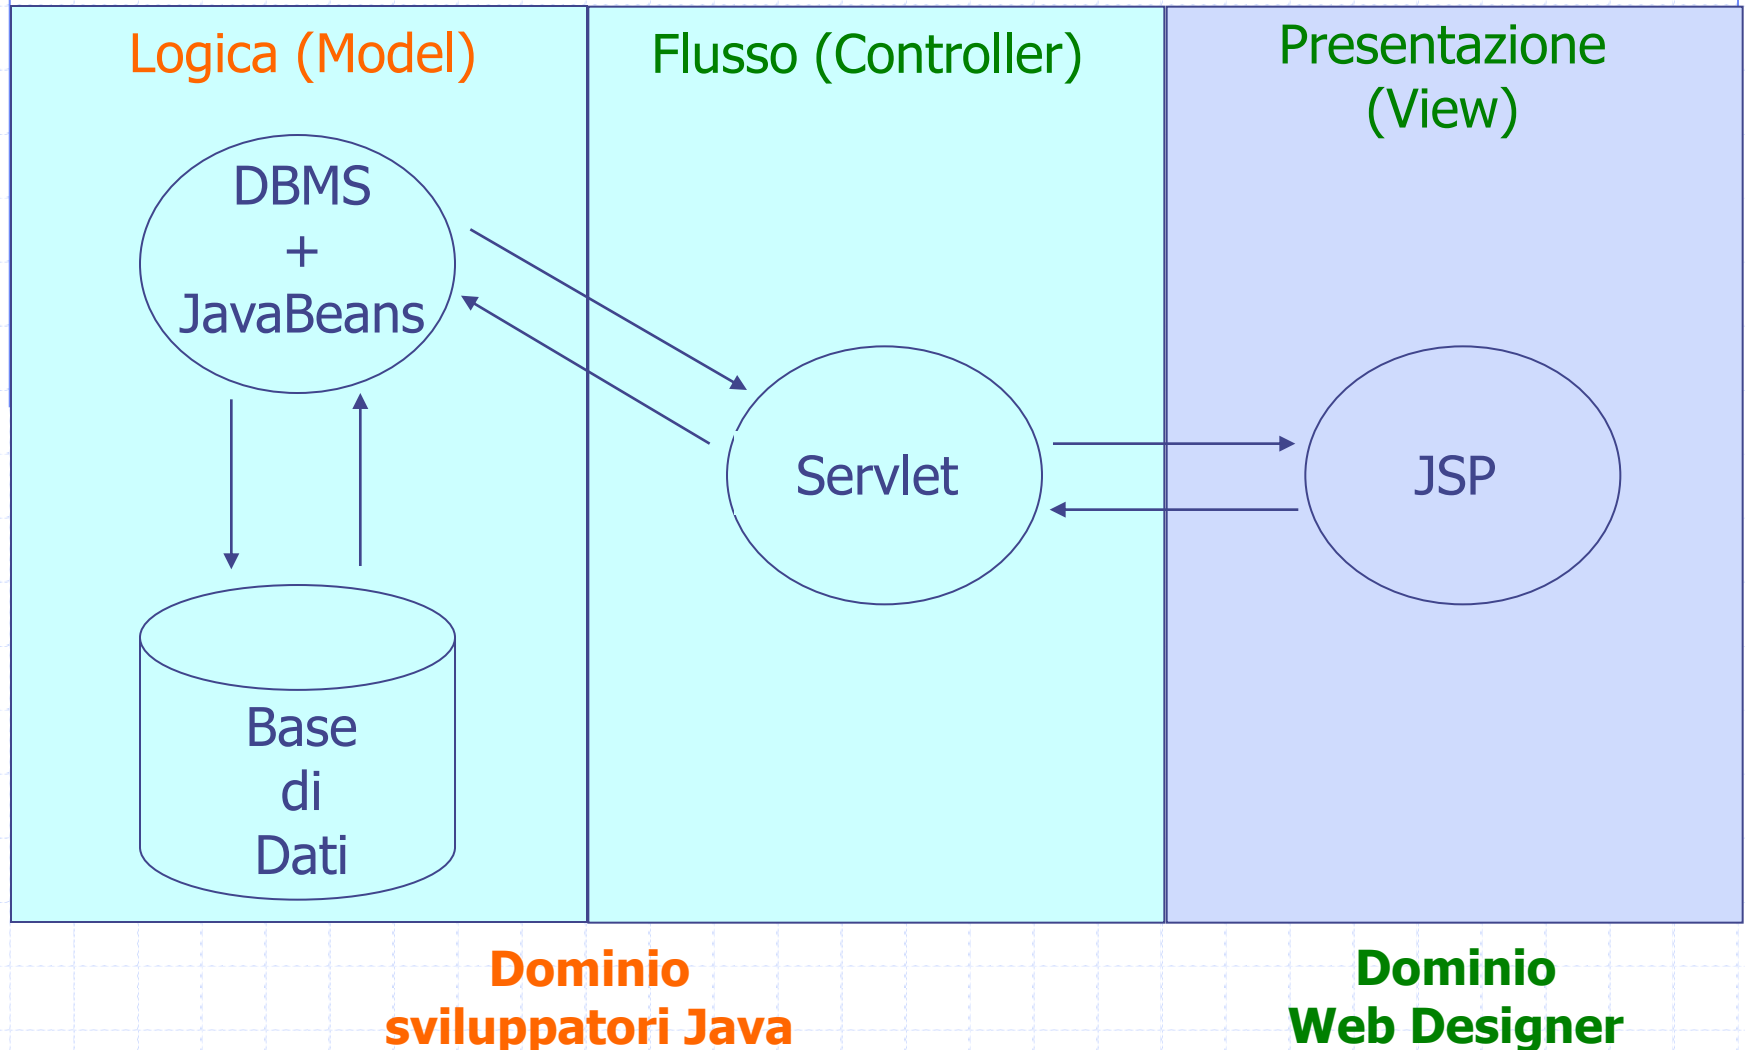 Logica (Model)
Flusso (Controller)
Presentazione
(View)
DBMS
+
JavaBeans
Servlet
JSP
Base
di
Dati
Dominio
sviluppatori Java
Dominio
Web Designer